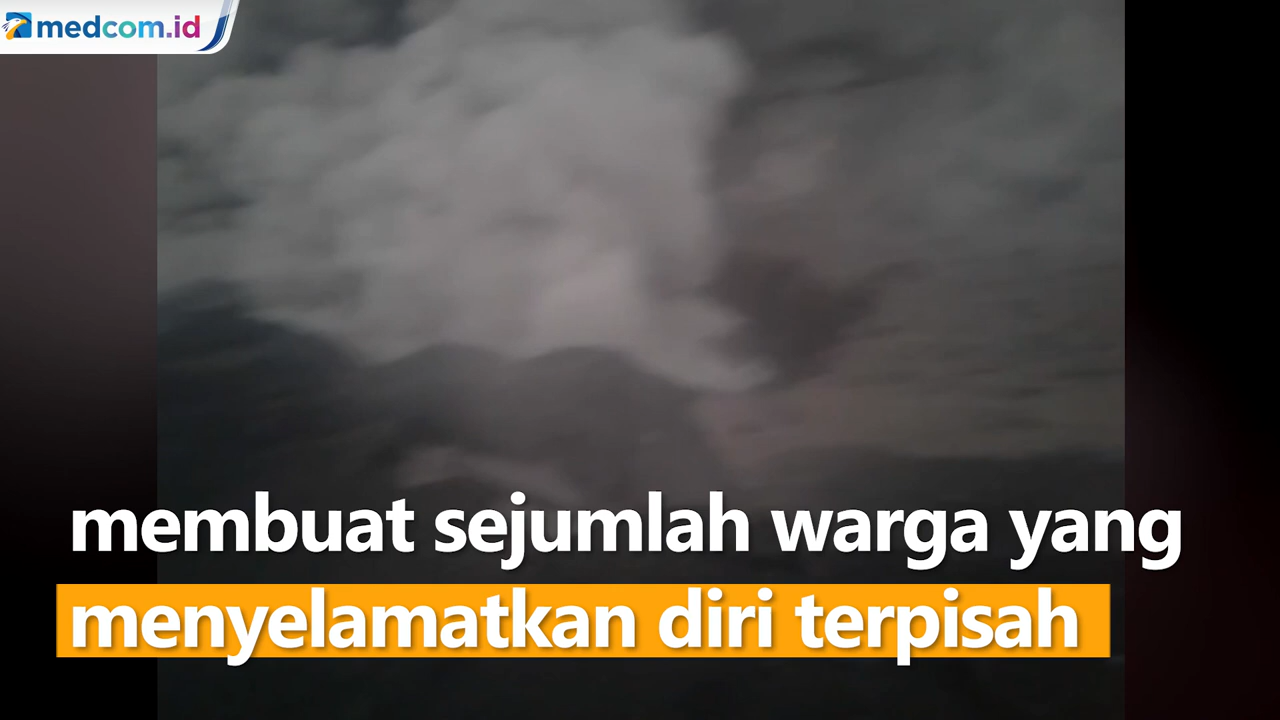 medcom.id
membuat sejumlah warga yang
menyelamatkan diri terpisah